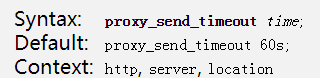 Syntax: proxy_send_timeout time;
Default: proxy_send_timeout 60s;
Context: http, server, location